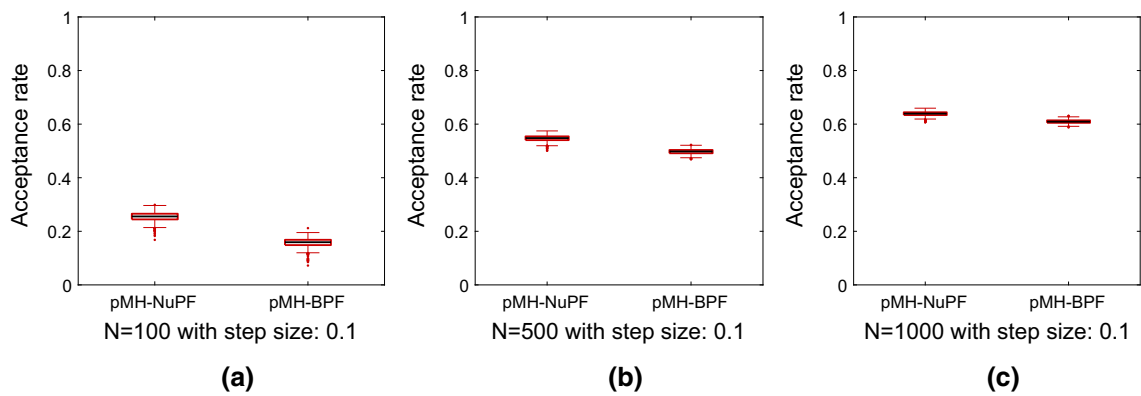 Acceptance rate
1
0.8
0.6
0.4
0.2
0
pMH-NuPF pMH-BPF
N=100 with step size: 0.1
(a)
Acceptance rate
1
0.8
0.6
0.4
0.2
0
pMH-NuPF pMH-BPF
N=500 with step size: 0.1
(b)
Acceptance rate
1
0.8
0.6
0.4
0.2
0
pMH-NuPF pMH-BPF
N=1000 with step size: 0.1
(c)